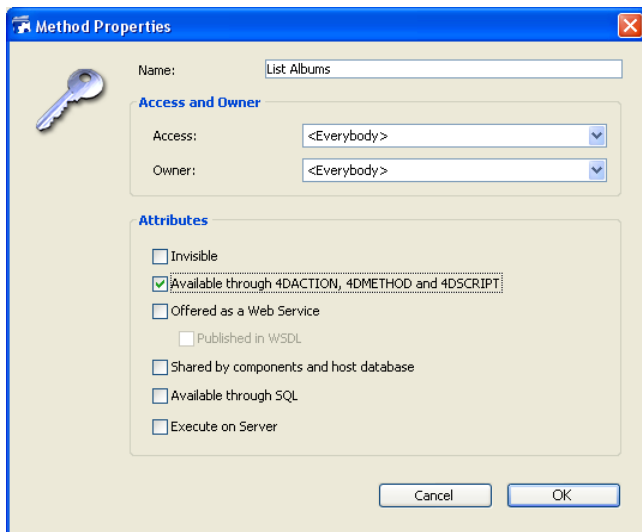 Method Properties
Name: List Albums
Access and Owner
Access: <Everybody>
Owner: <Everybody>
Attributes
Invisible
Available through 4DACTION, 4DMETHOD and 4DSCRIPT
Offered as a Web Service
Published in WSDL
Shared by components and host database
Available through SQL
Execute on Server
Cancel OK